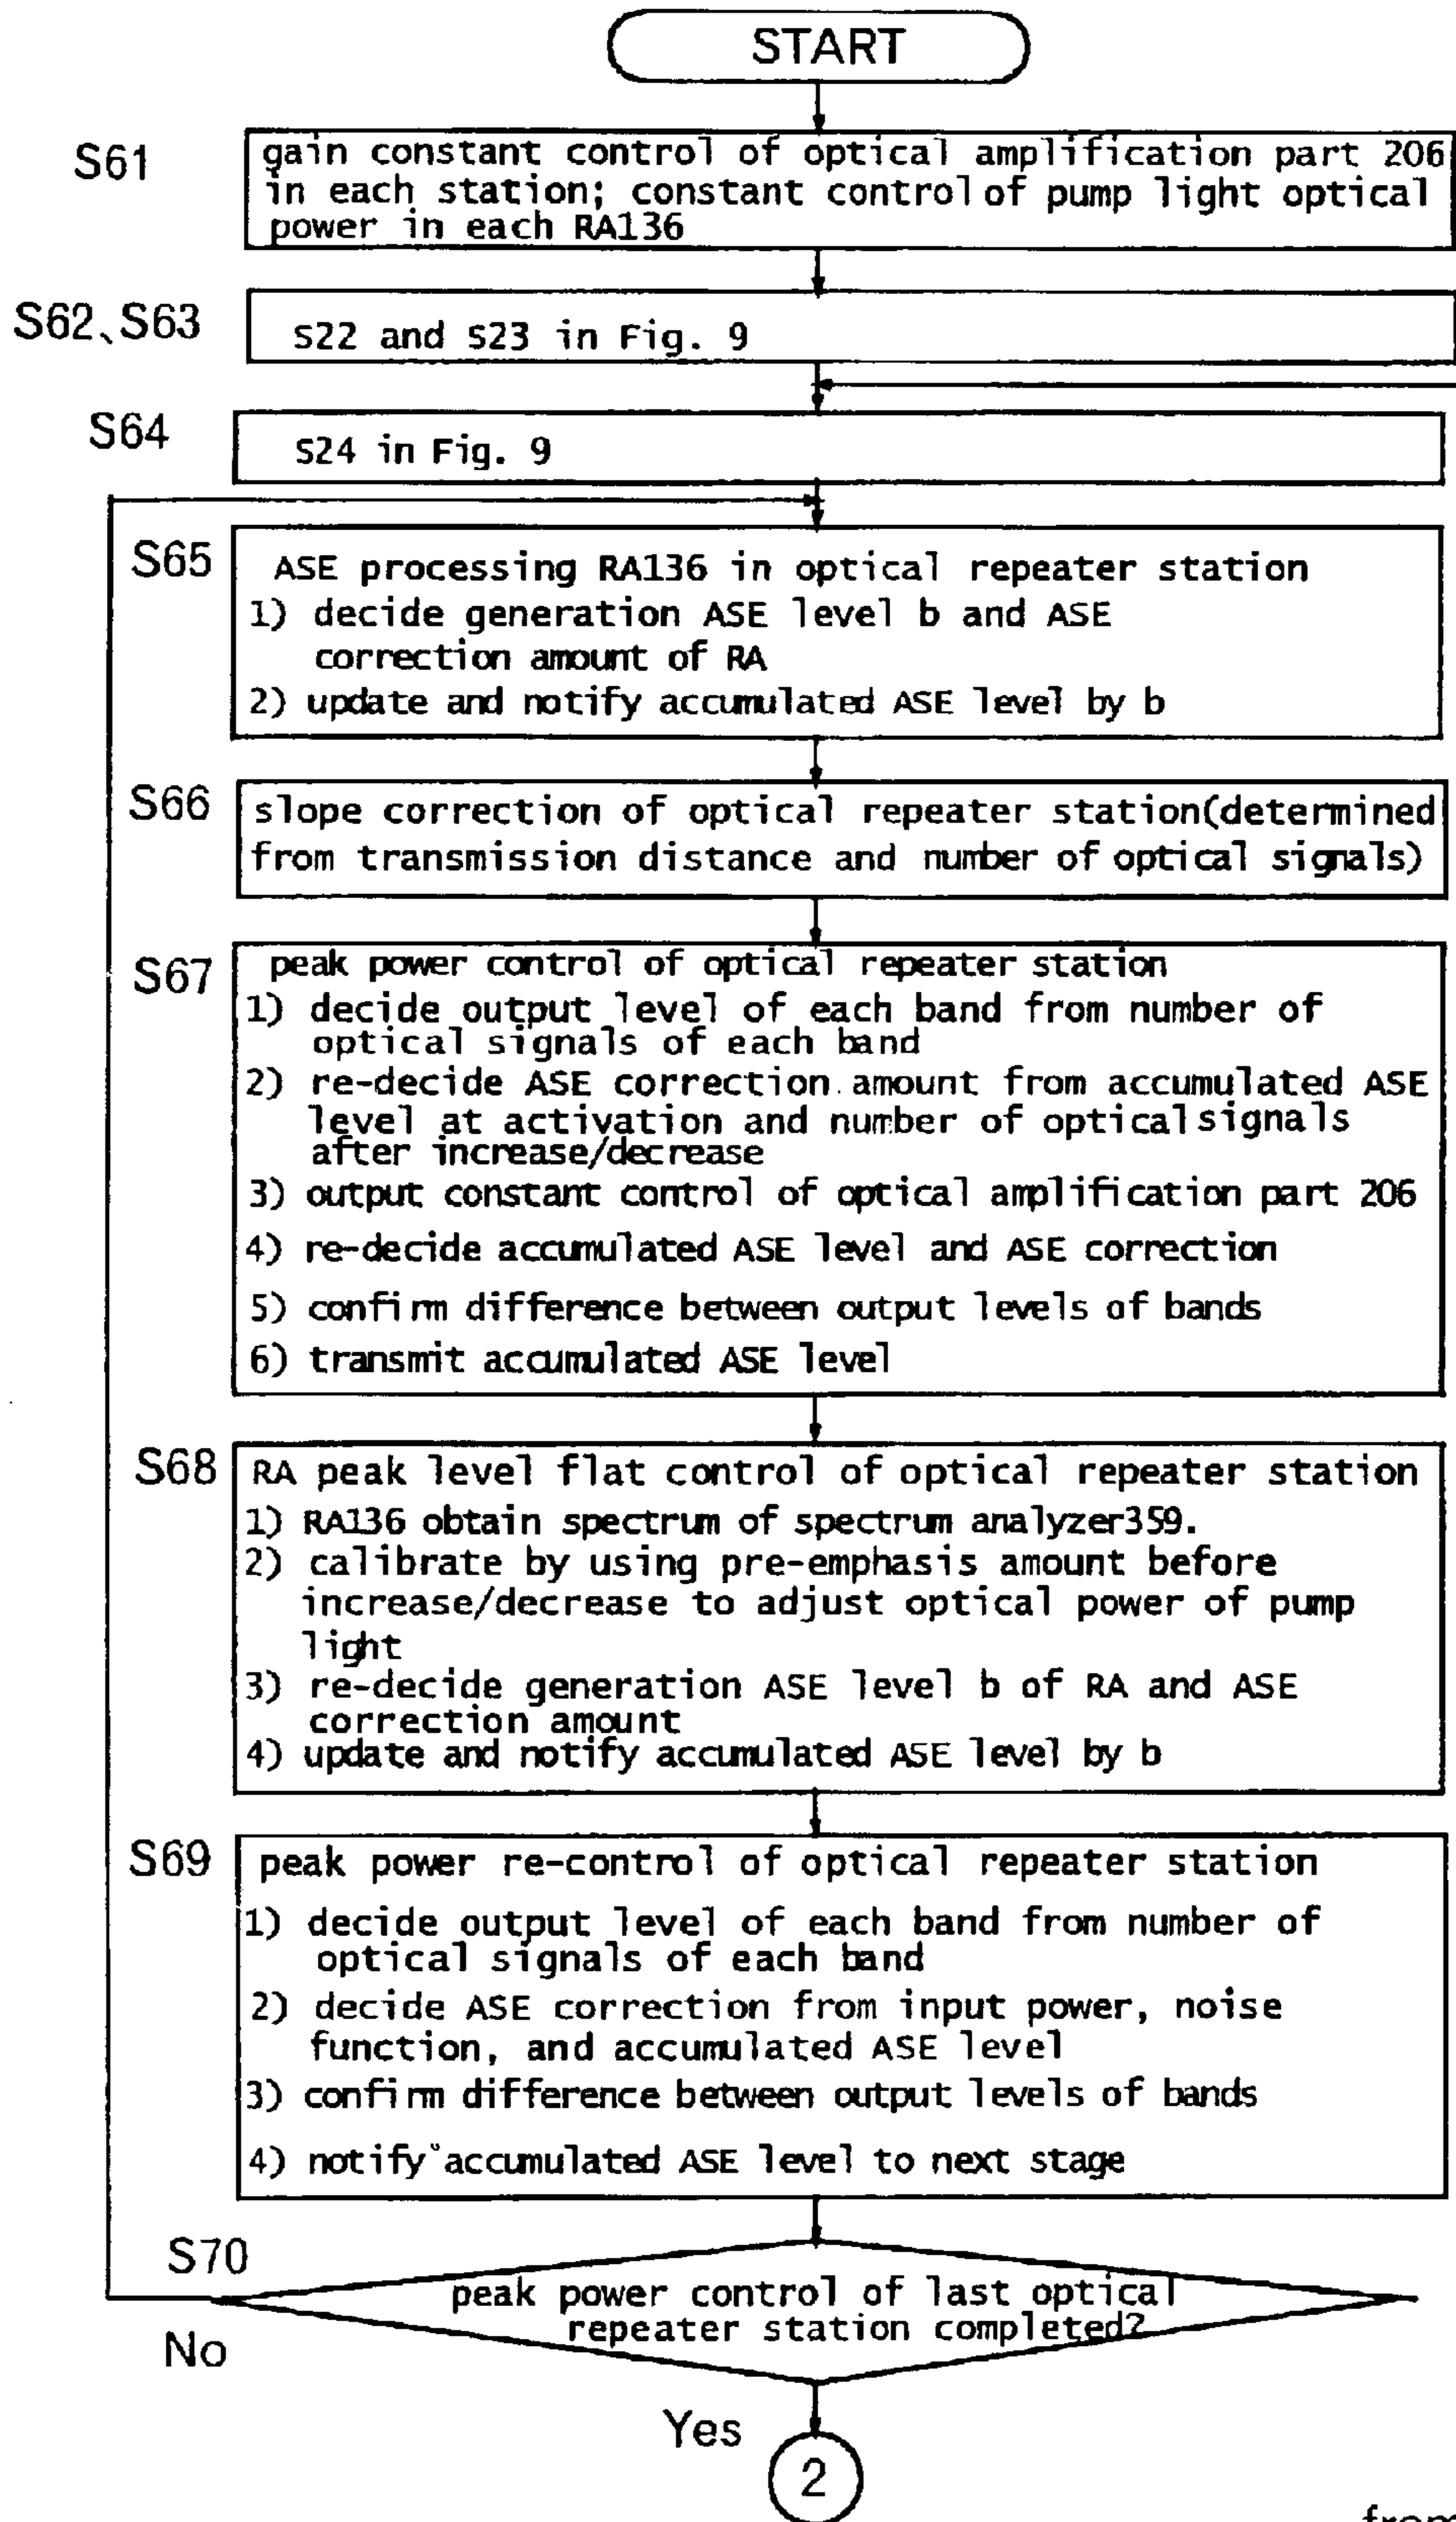 START
S61
gain constant control of optical amplification part 206
in each station; constant control of pump light optical
power in each RA136
S62、S63
S22 and S23 in Fig. 9
S64
S24 in Fig. 9
S65
ASE processing RA136 in optical repeater station
1) decide generation ASE level b and ASE
correction amount of RA
2) update and notify accumulated ASE level by b
S66
slope correction of optical repeater station(determined
from transmission distance and number of optical signals)
S67
peak power control of optical repeater station
1) decide output level of each band from number of
optical signals of each band
2) re-decide ASE correction amount from accumulated ASE
level at activation and number of optical signals
after increase/decrease
3) output constant control of optical amplification part 206
4) re-decide accumulated ASE level and ASE correction
5) confirm difference between output levels of bands
6) transmit accumulated ASE level
S68
RA peak level flat control of optical repeater station
1) RA136 obtain spectrum of spectrum analyzer359.
2) calibrate by using pre-emphasis amount before
increase/decrease to adjust optical power of pump
light
3) re-decide generation ASE level b of RA and ASE
correction amount
4) update and notify accumulated ASE level by b
S69
peak power re-control of optical repeater station
1) decide output level of each band from number of
optical signals of each band
2) decide ASE correction from input power, noise
function, and accumulated ASE level
3) confirm difference between output levels of bands
4) notify accumulated ASE level to next stage
S70
peak power control of last optical
repeater station completed?
No
Yes
2